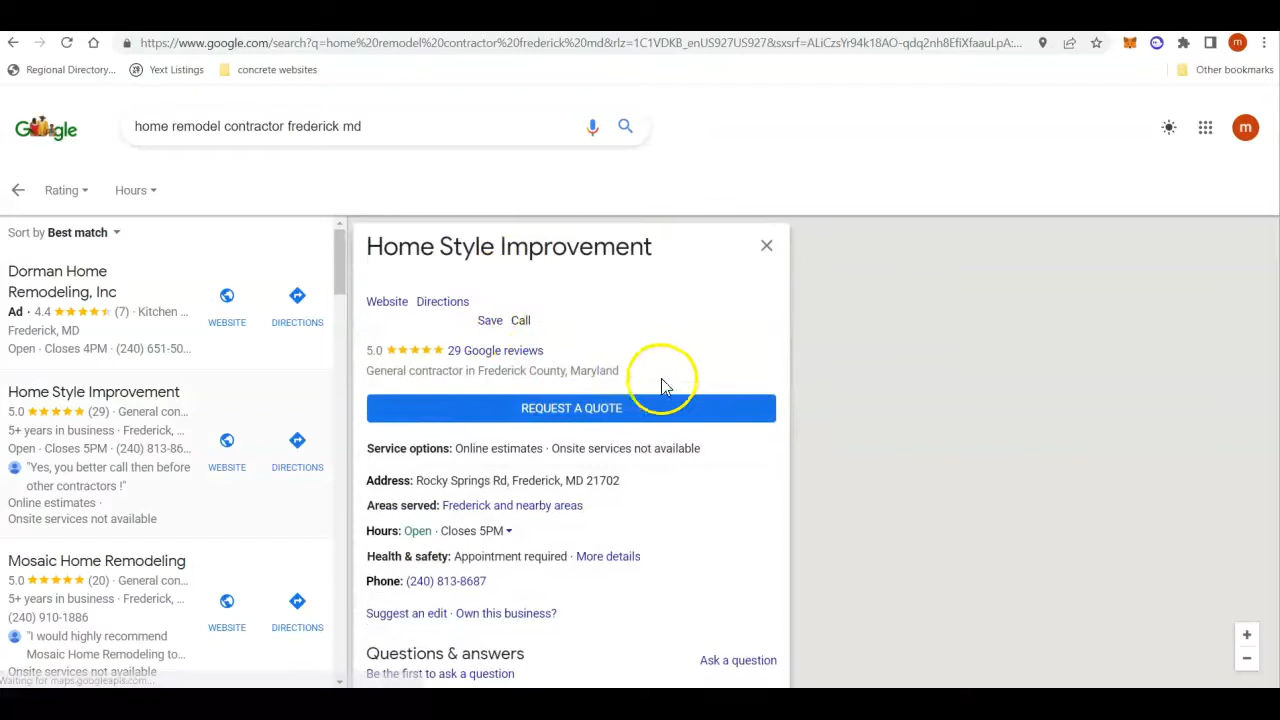 https://www.google.com/search?q=home%20remodel%20contractor%20frederick%20md&rlz=1C1VDKB_enUS927US927&sxsrf=ALiCzsYr94k18AO-qdq2nh8EfiXfaauLpA:...
m
Regional Directory...
Yext Listings
concrete websites
Other bookmarks
Google
home remodel contractor frederick md
m
Rating
Hours
Sort by Best match
Dorman Home
Remodeling, Inc
Ad · 4.4 (7) · Kitchen ...
Frederick, MD
Open · Closes 4PM · (240) 651-50...
WEBSITE
DIRECTIONS
Home Style Improvement
5.0 (29) · General con...
5+ years in business · Frederick, ...
Open · Closes 5PM · (240) 813-86...
"Yes, you better call then before
other contractors !"
Online estimates ·
Onsite services not available
WEBSITE
DIRECTIONS
Mosaic Home Remodeling
5.0 (20) · General con...
5+ years in business · Frederick, ...
(240) 910-1886
"I would highly recommend
Mosaic Home Remodeling to...
Onsite services not available
WEBSITE
DIRECTIONS
Waiting for maps.googleapis.com...
Home Style Improvement
Website Directions
Save Call
5.0 29 Google reviews
General contractor in Frederick County, Maryland
REQUEST A QUOTE
Service options: Online estimates · Onsite services not available
Address: Rocky Springs Rd, Frederick, MD 21702
Areas served: Frederick and nearby areas
Hours: Open · Closes 5PM
Health & safety: Appointment required · More details
Phone: (240) 813-8687
Suggest an edit · Own this business?
Questions & answers
Be the first to ask a question
Ask a question